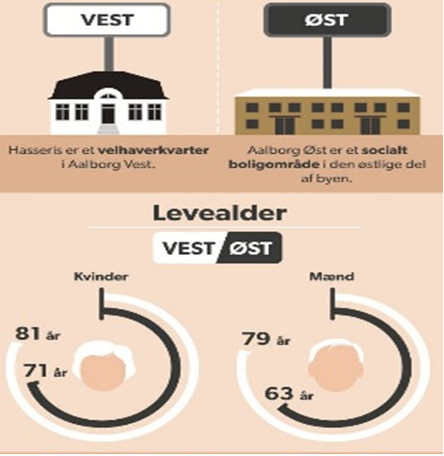 VEST
ØST
Hasseris er et velhaverkvarter
i Aalborg Vest.
Aalborg Øst er et socialt
boligområde i den østlige del
af byen.
Levealder
VEST/ØST
Kvinder
81 år
71 år
Mænd
79 år
63 år